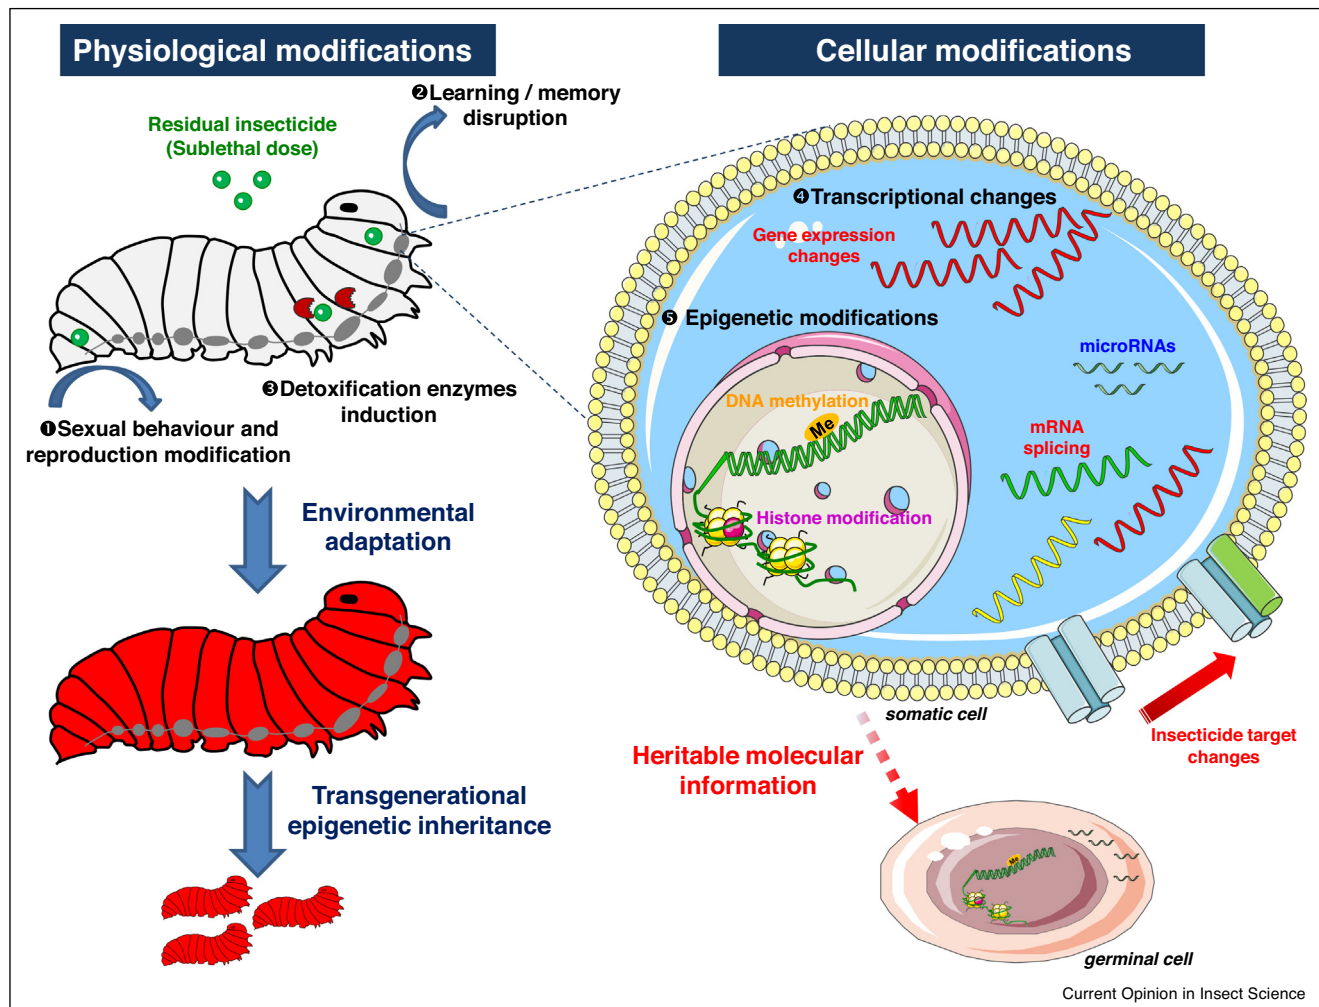 Physiological modifications
Cellular modifications
❷Learning / memory
disruption
Residual insecticide
(Sublethal dose)
❸Detoxification enzymes
induction
❶Sexual behaviour and
reproduction modification
Environmental
adaptation
Transgenerational
epigenetic inheritance
❹Transcriptional changes
Gene expression
changes
❺ Epigenetic modifications
microRNAs
DNA methylation
Me
mRNA
splicing
Histone modification
somatic cell
Insecticide target
changes
Heritable molecular
information
Me
germinal cell
Current Opinion in Insect Science